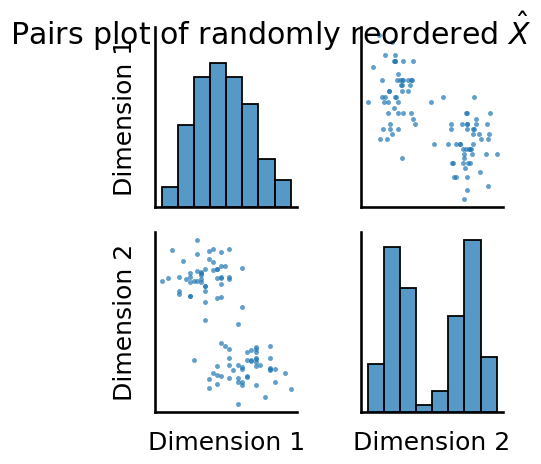 Pairs plot of randomly reordered X̂
Dimension 1
Dimension 2
Dimension 1
Dimension 2